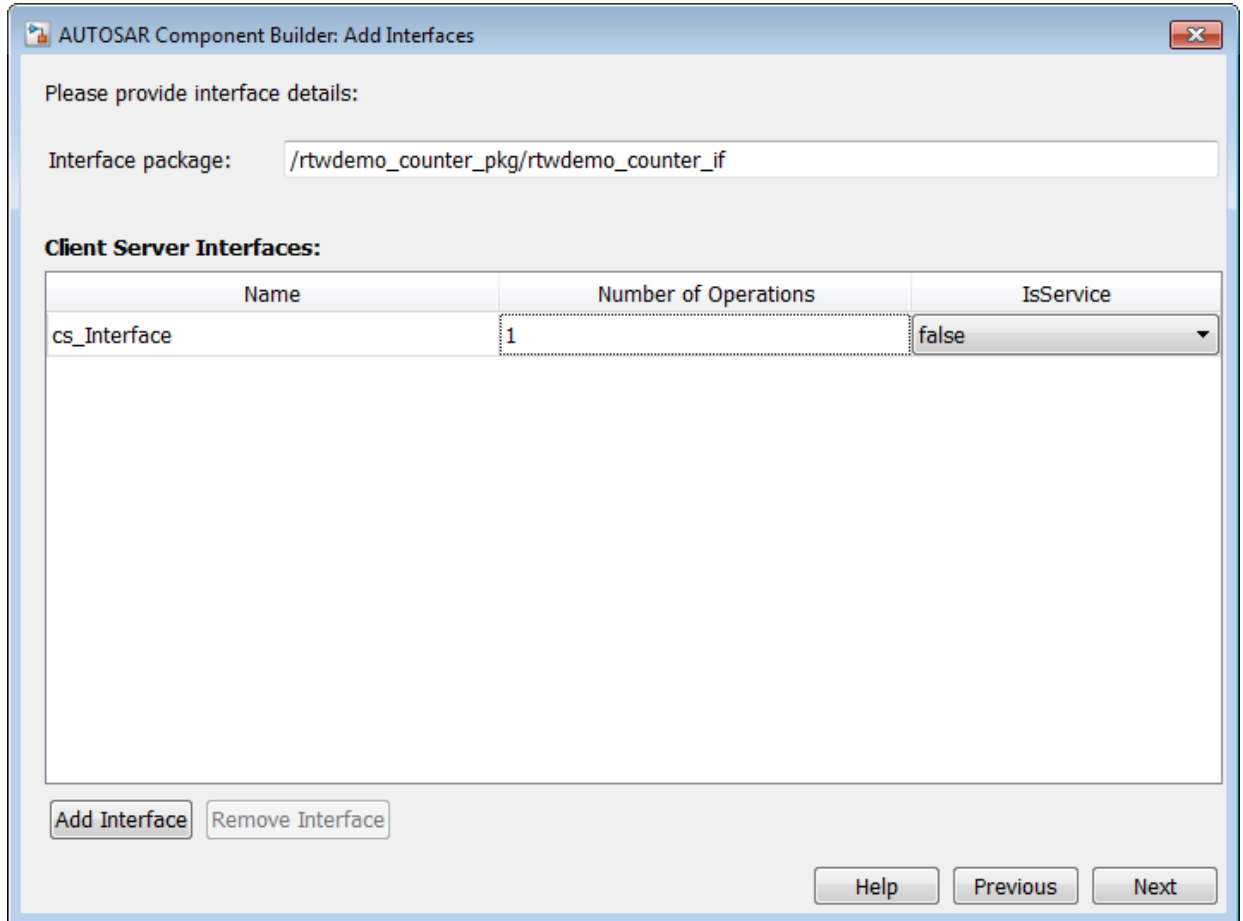 AUTOSAR Component Builder: Add Interfaces
Please provide interface details:
Interface package: /rtwdemo_counter_pkg/rtwdemo_counter_if
Client Server Interfaces:
Name Number of Operations IsService
cs_Interface 1 false
Add Interface Remove Interface
Help Previous Next